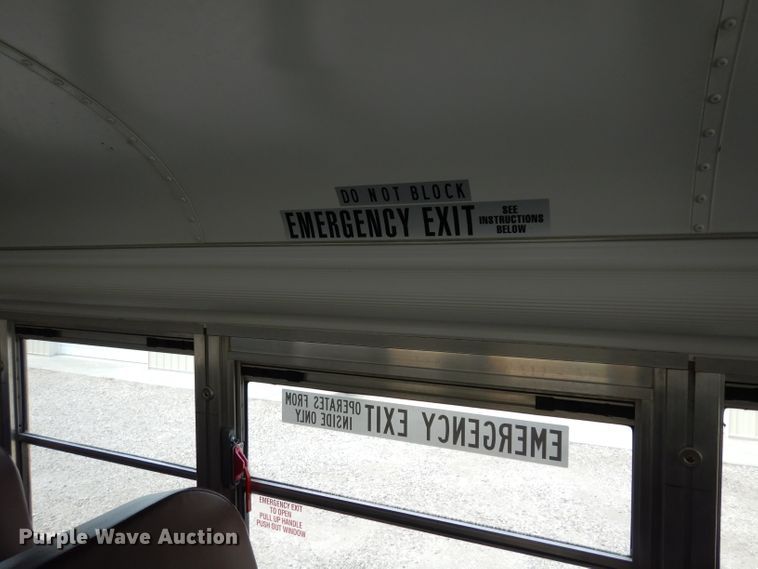 DO NOT BLOCK
EMERGENCY EXIT
SEE
INSTRUCTIONS
BELOW
EMERGENCY EXIT
OPERATES FROM
INSIDE ONLY
EMERGENCY EXIT
TO OPEN
PULL UP HANDLE
PUSH OUT WINDOW
Purple Wave Auction